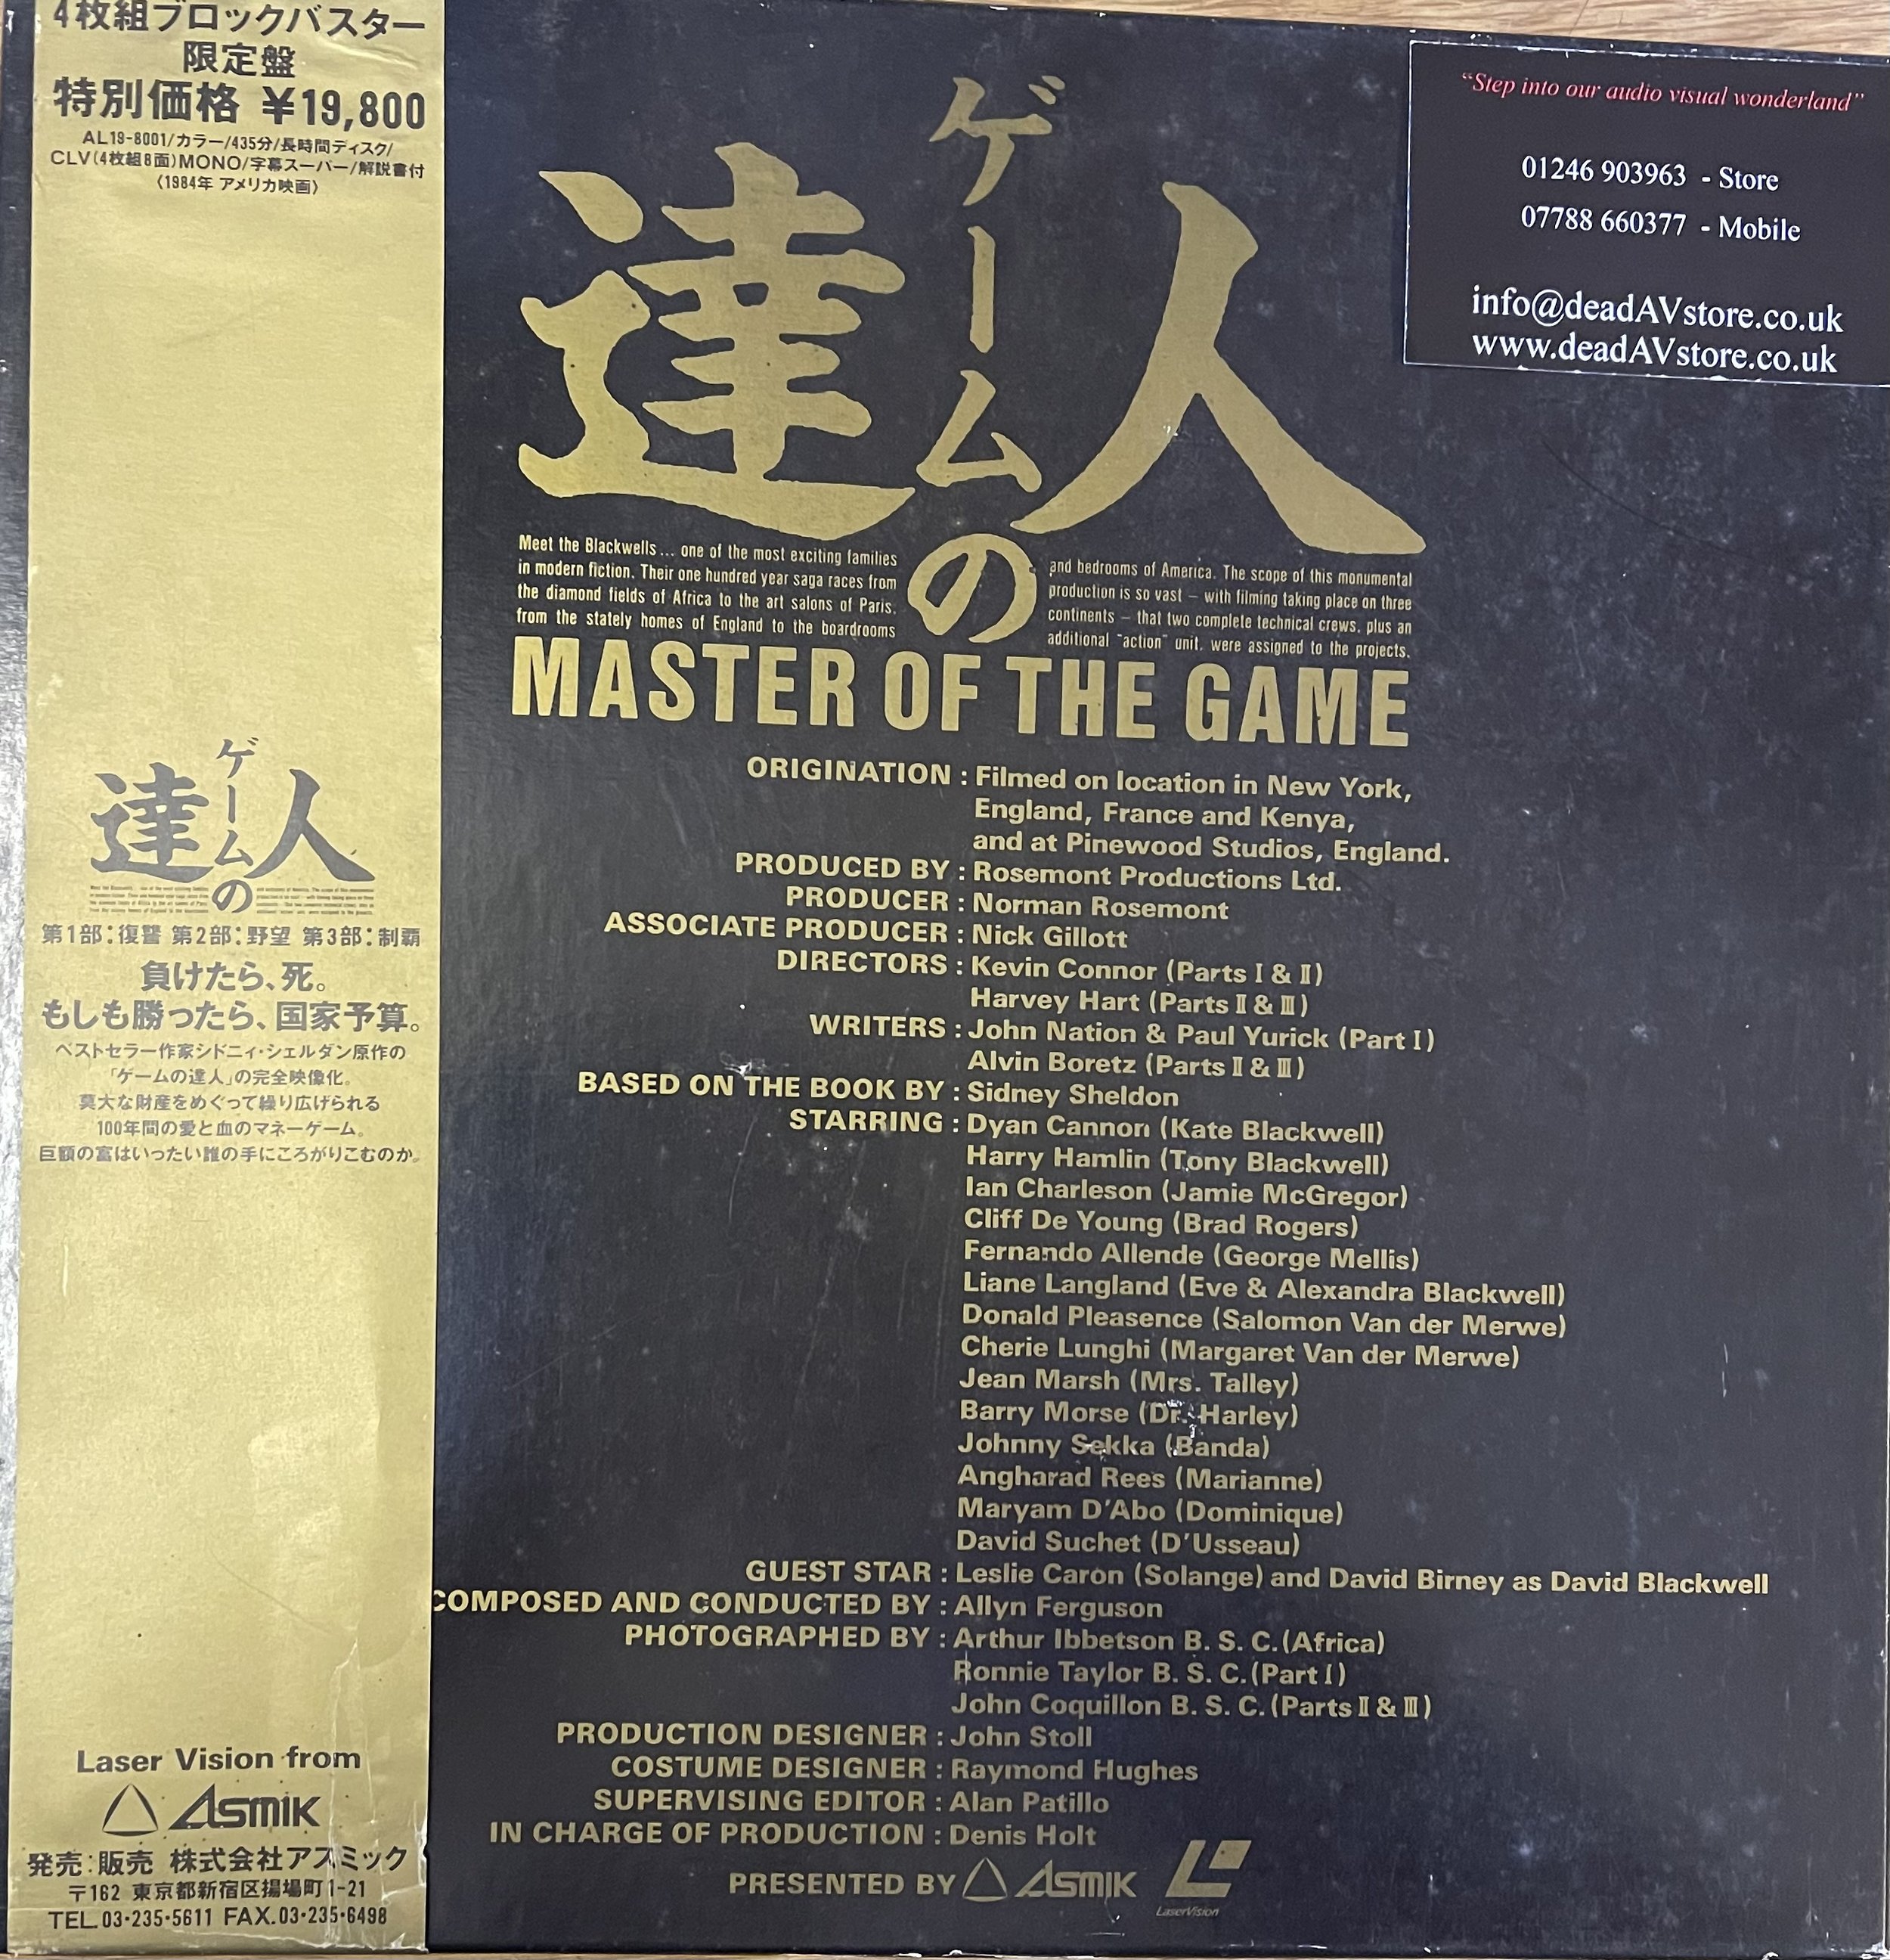 4枚組ブロックバスター
限定盤
特別価格 ¥19,800
AL19-8001/カラー/435分/長時間ディスク/
CLV(4枚組8面)MONO/字幕スーパー/解説書付
〈1984年 アメリカ映画〉
ゲームの達人
第1部:復讐 第2部:野望 第3部:制覇
負けたら、死。
もしも勝ったら、国家予算。
ベストセラー作家シドニィ・シェルダン原作の
「ゲームの達人」の完全映像化。
莫大な財産をめぐって繰り広げられる
100年間の愛と血のマネーゲーム。
巨額の富はいったい誰の手にころがりこむのか。
Laser Vision from
ASMIK
発売:販売 株式会社アスミック
〒162 東京都新宿区揚場町1-21
TEL.03・235・5611 FAX.03・235・6498
ゲームの達人
Meet the Blackwells... one of the most exciting families
in modern fiction. Their one hundred year saga races from
the diamond fields of Africa to the art salons of Paris,
from the stately homes of England to the boardrooms
and bedrooms of America. The scope of this monumental
production is so vast – with filming taking place on three
continents – that two complete technical crews, plus an
additional "action" unit, were assigned to the projects.
MASTER OF THE GAME
ORIGINATION : Filmed on location in New York,
England, France and Kenya,
and at Pinewood Studios, England.
PRODUCED BY : Rosemont Productions Ltd.
PRODUCER : Norman Rosemont
ASSOCIATE PRODUCER : Nick Gillott
DIRECTORS : Kevin Connor (Parts I & II)
Harvey Hart (Parts II & III)
WRITERS : John Nation & Paul Yurick (Part I)
Alvin Boretz (Parts II & III)
BASED ON THE BOOK BY : Sidney Sheldon
STARRING : Dyan Cannon (Kate Blackwell)
Harry Hamlin (Tony Blackwell)
Ian Charleson (Jamie McGregor)
Cliff De Young (Brad Rogers)
Fernando Allende (George Mellis)
Liane Langland (Eve & Alexandra Blackwell)
Donald Pleasence (Salomon Van der Merwe)
Cherie Lunghi (Margaret Van der Merwe)
Jean Marsh (Mrs. Talley)
Barry Morse (Dr. Harley)
Johnny Sekka (Banda)
Angharad Rees (Marianne)
Maryam D'Abo (Dominique)
David Suchet (D'Usseau)
GUEST STAR : Leslie Caron (Solange) and David Birney as David Blackwell
COMPOSED AND CONDUCTED BY : Allyn Ferguson
PHOTOGRAPHED BY : Arthur Ibbetson B. S. C. (Africa)
Ronnie Taylor B. S. C. (Part I)
John Coquillon B. S. C. (Parts II & III)
PRODUCTION DESIGNER : John Stoll
COSTUME DESIGNER : Raymond Hughes
SUPERVISING EDITOR : Alan Patillo
IN CHARGE OF PRODUCTION : Denis Holt
PRESENTED BY ASMIK
LaserVision
"Step into our audio visual wonderland"
01246 903963 - Store
07788 660377 - Mobile
info@deadAVstore.co.uk
www.deadAVstore.co.uk